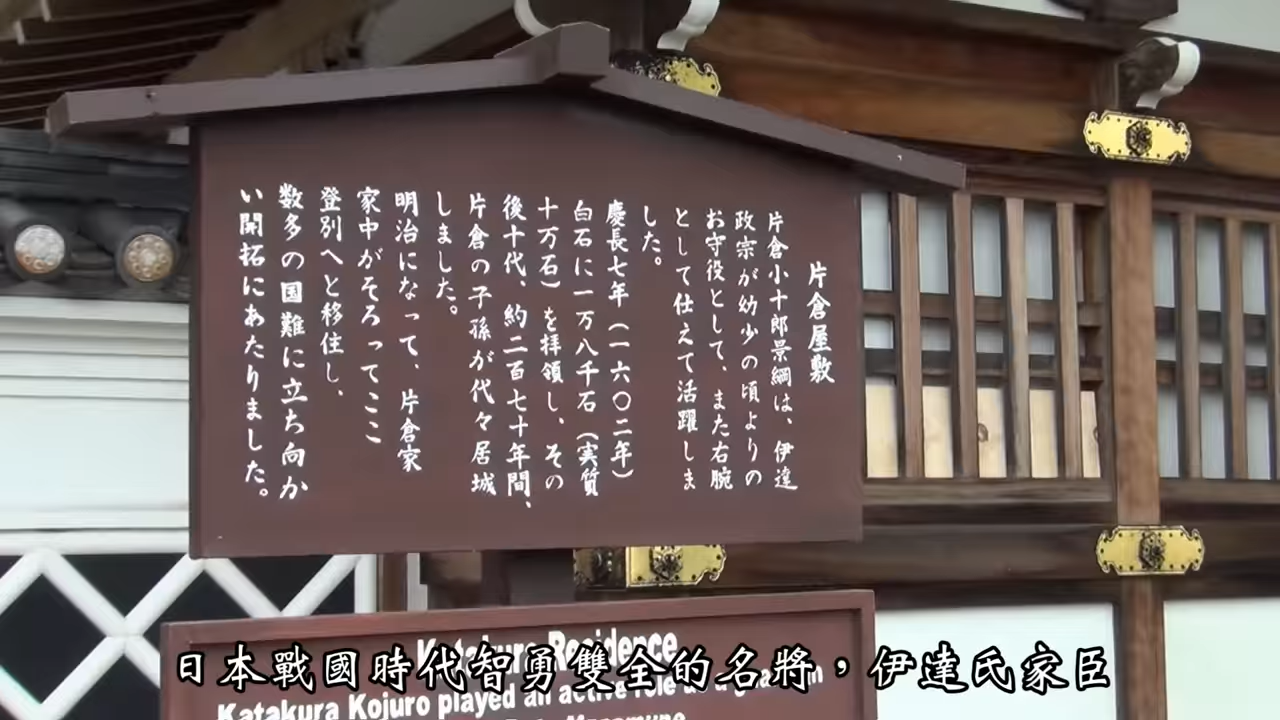 片倉屋敷
片倉小十郎景綱は、伊達
政宗が幼少の頃よりの
お守役として、また右腕
として仕えて活躍しま
した。
慶長七年（一六〇二年）
白石に一万八千石（実質
十万石）を拝領し、その
後十代、約二百七十年間、
片倉の子孫が代々居城
しました。
明治になって、片倉家
家中がそろってここ
登別へと移住し、
数多の国難に立ち向か
い開拓にあたりました。
Katakura Residence
Katakura Kojuro played an active role as a guardian
日本戰國時代智勇雙全的名將，伊達氏家臣